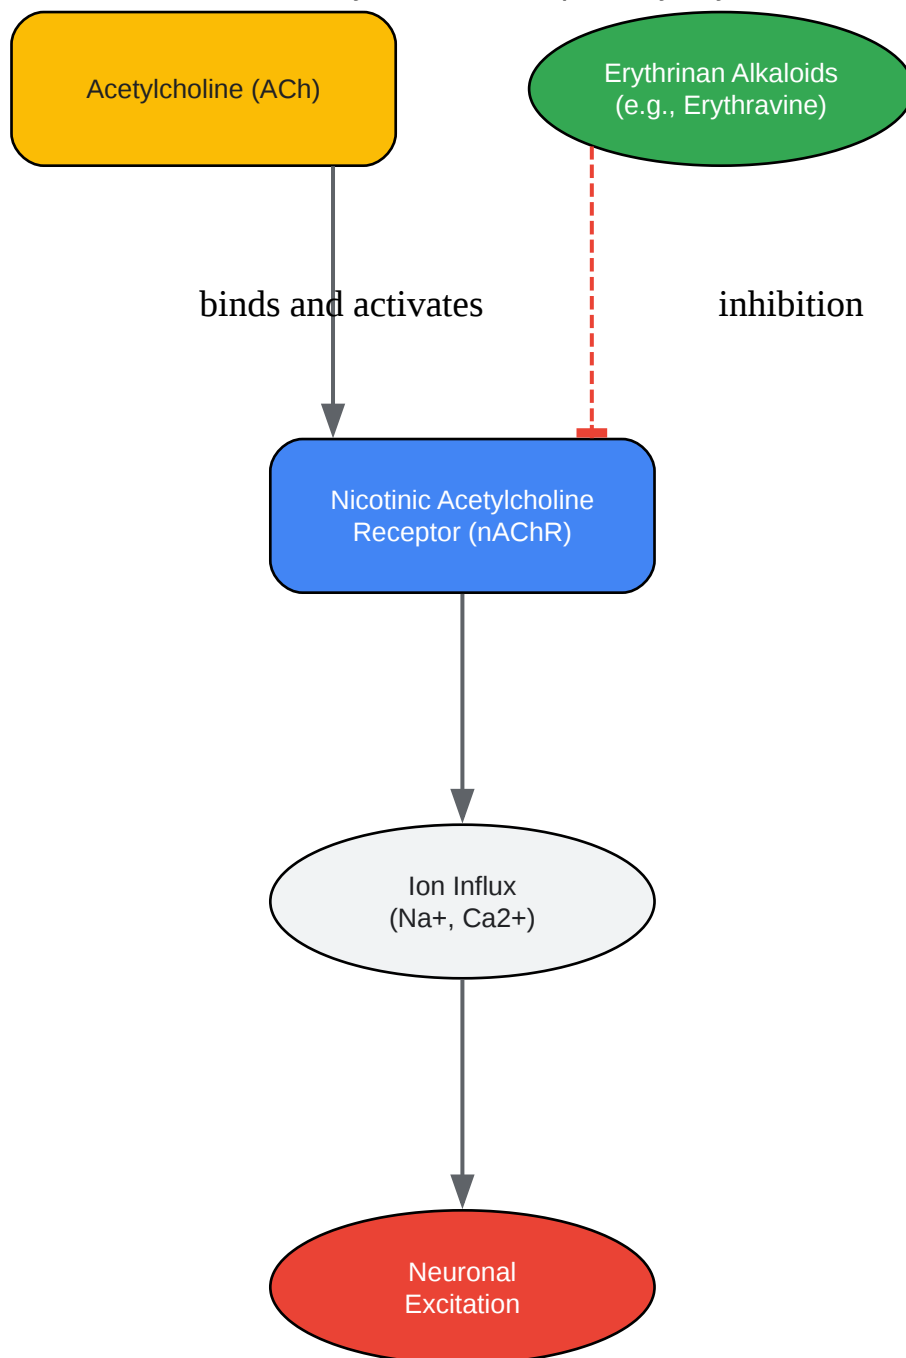 Acetylcholine (ACh)
Erythrinan Alkaloids
(e.g., Erythravine)
binds and activates
inhibition
Nicotinic Acetylcholine
Receptor (nAChR)
Ion Influx
(Na+, Ca2+)
Neuronal
Excitation